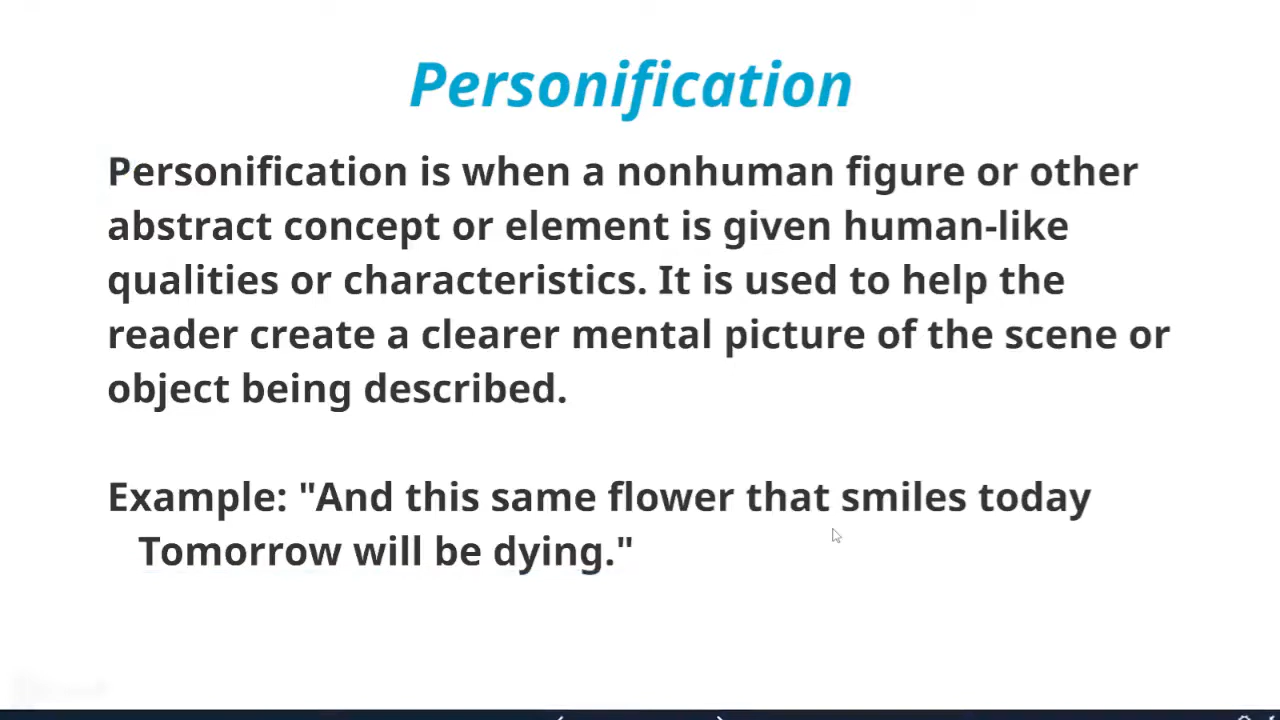 Personification
Personification is when a nonhuman figure or other
abstract concept or element is given human-like
qualities or characteristics. It is used to help the
reader create a clearer mental picture of the scene or
object being described.
Example: "And this same flower that smiles today
Tomorrow will be dying."